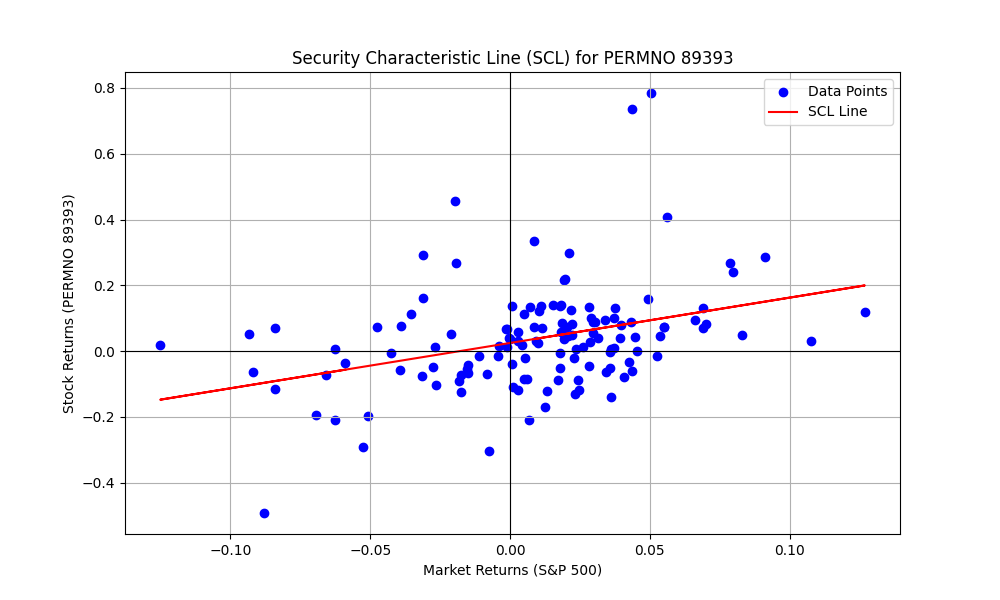 Security Characteristic Line (SCL) for PERMNO 89393
Data Points
SCL Line
Stock Returns (PERMNO 89393)
0.8
0.6
0.4
0.2
0.0
−0.2
−0.4
−0.10
−0.05
0.00
0.05
0.10
Market Returns (S&P 500)